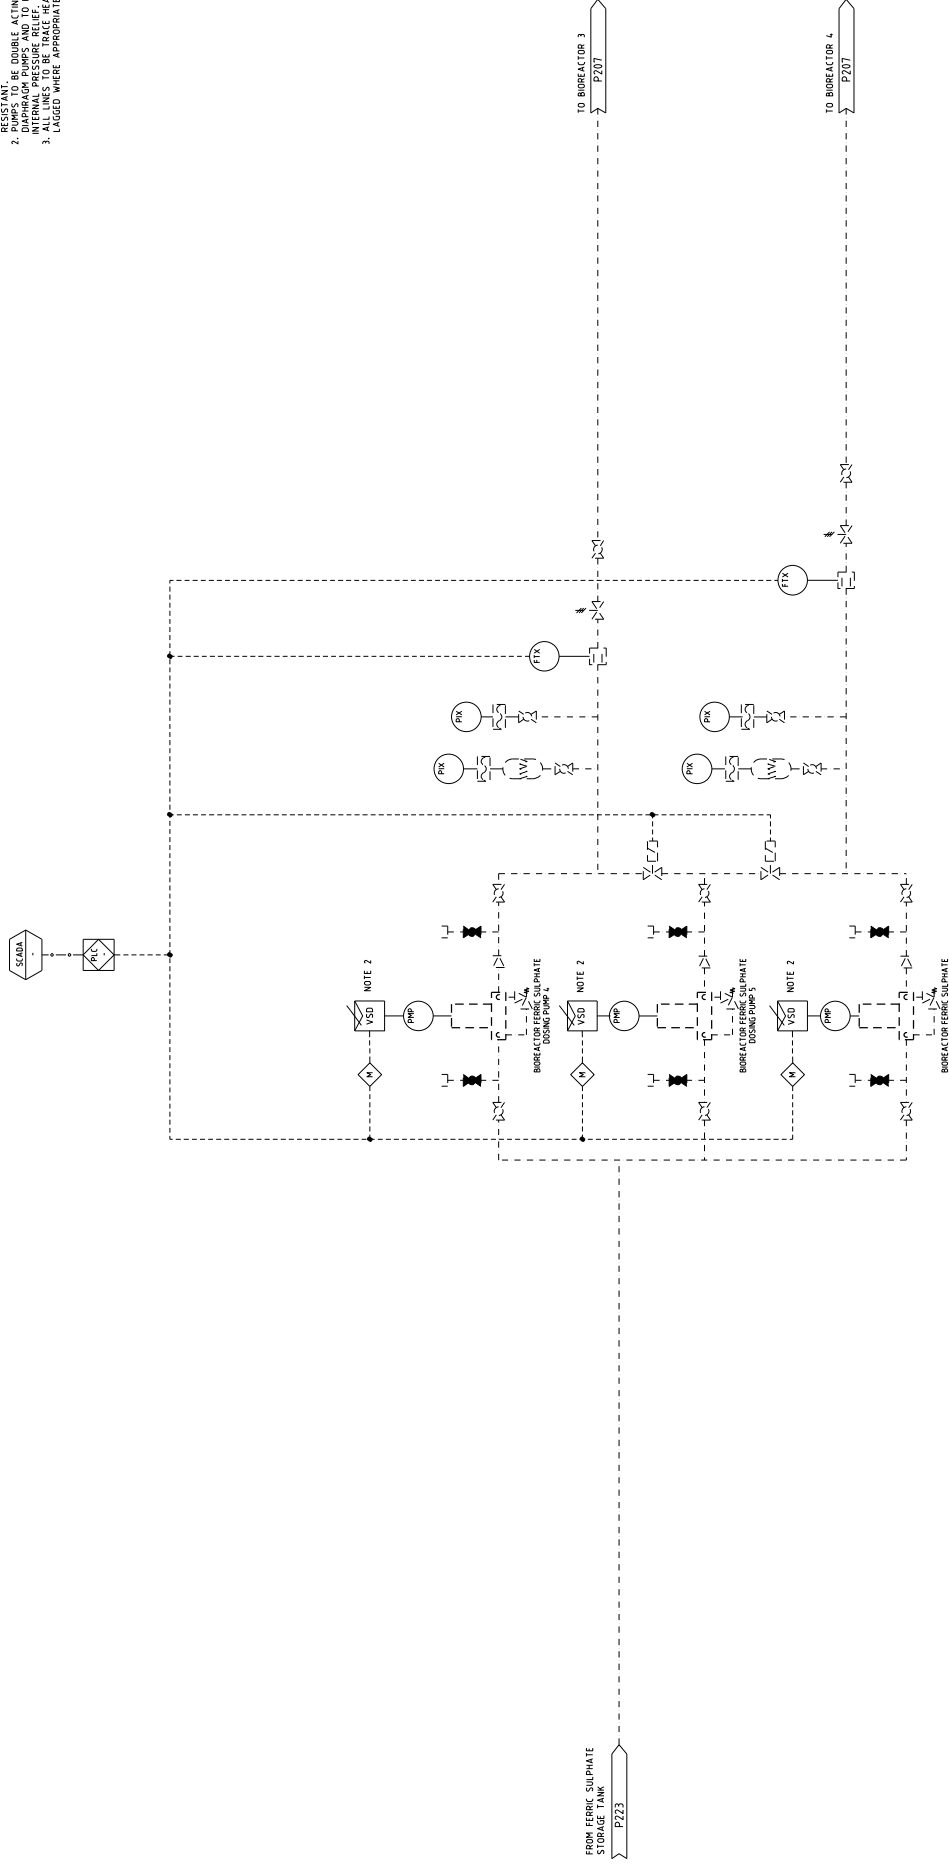 RESISTANT.
2. PUMPS TO BE DOUBLE ACTIN
DIAPHRAGM PUMPS AND TO
INTERNAL PRESSURE RELIEF.
3. ALL LINES TO BE TRACE HEA
LAGGED WHERE APPROPRIATE
TO BIOREACTOR 3
P207
TO BIOREACTOR 4
P207
FTX
FTX
PIX
PIX
PIX
PIX
SCADA
-
PLC
-
NOTE 2
VSD
PMP
M
BIOREACTOR FERRIC SULPHATE
DOSING PUMP 4
NOTE 2
VSD
PMP
M
BIOREACTOR FERRIC SULPHATE
DOSING PUMP 5
NOTE 2
VSD
PMP
M
BIOREACTOR FERRIC SULPHATE
FROM FERRIC SULPHATE
STORAGE TANK
P223